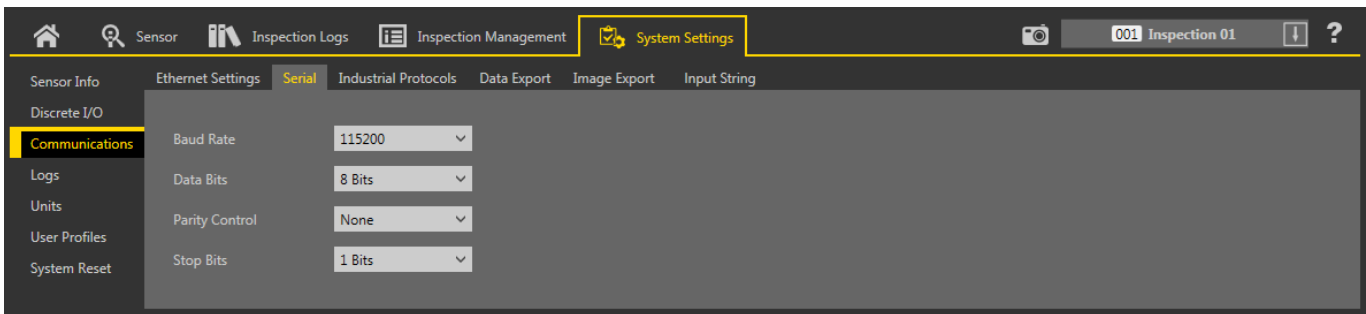 Sensor
Inspection Logs
Inspection Management
System Settings
001 Inspection 01
?
Sensor Info
Discrete I/O
Communications
Logs
Units
User Profiles
System Reset
Ethernet Settings
Serial
Industrial Protocols
Data Export
Image Export
Input String
Baud Rate 115200
Data Bits 8 Bits
Parity Control None
Stop Bits 1 Bits